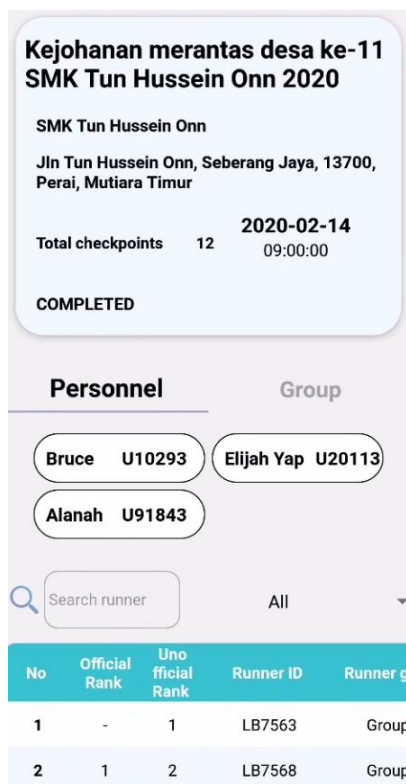 Kejohanan merantas desa ke-11
SMK Tun Hussein Onn 2020
SMK Tun Hussein Onn
Jln Tun Hussein Onn, Seberang Jaya, 13700,
Perai, Mutiara Timur
Total checkpoints 12 2020-02-14
09:00:00
COMPLETED
Personnel Group
Bruce U10293 Elijah Yap U20113
Alanah U91843
Search runner All
No Official Rank Uno fficial Rank Runner ID Runner g
1 - 1 LB7563 Group
2 1 2 LB7568 Group